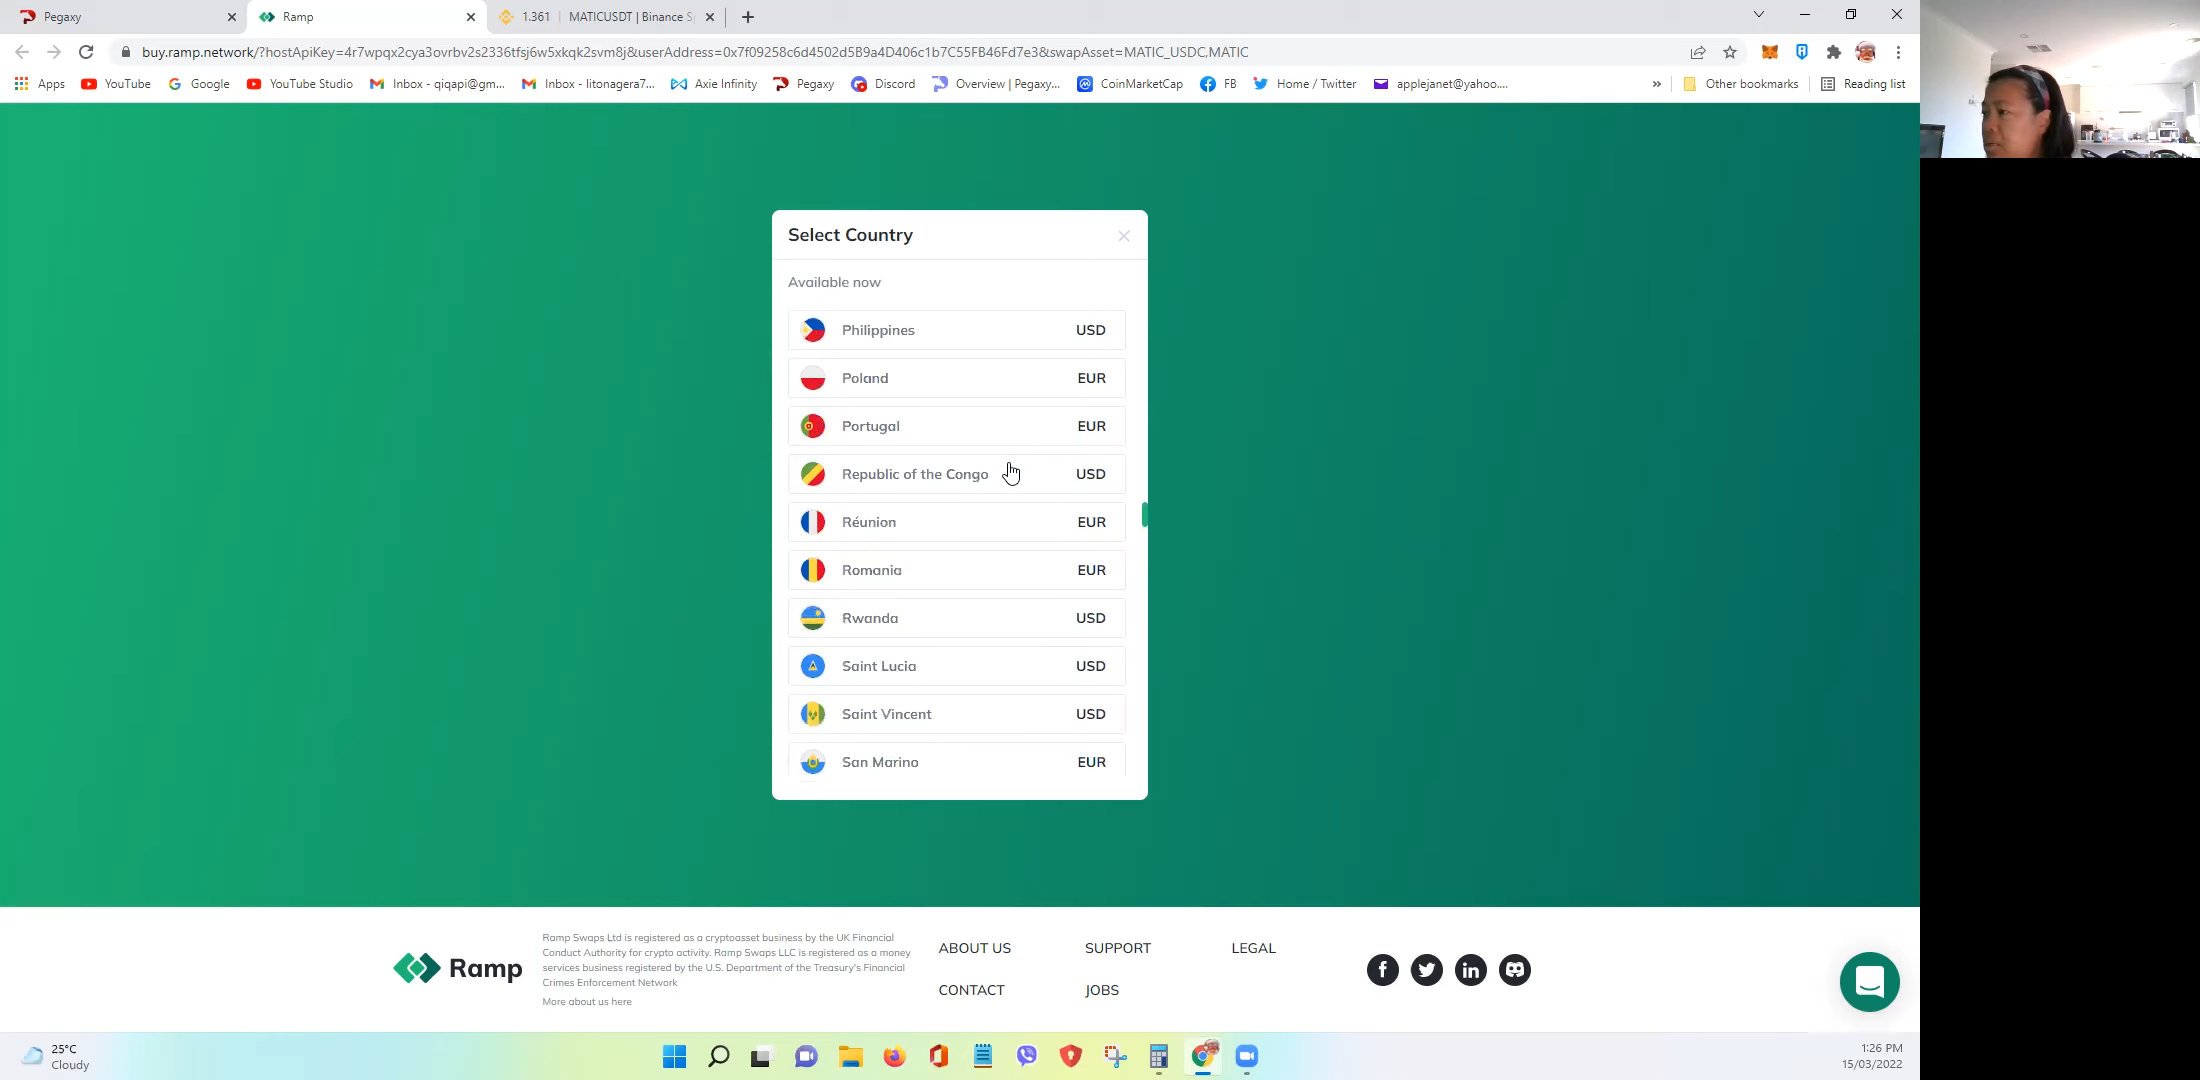 Pegaxy
Ramp
1.361 | MATICUSDT | Binance S
buy.ramp.network/?hostApiKey=4r7wpqx2cya3ovrbv2s2336tfsj6w5xkqk2svm8j&userAddress=0x7f09258c6d4502d5B9a4D406c1b7C55FB46Fd7e3&swapAsset=MATIC_USDC,MATIC
Apps YouTube Google YouTube Studio Inbox - qiqapi@gm... Inbox - litonagera7... Axie Infinity Pegaxy Discord Overview | Pegaxy... CoinMarketCap FB Home / Twitter applejanet@yahoo.... » Other bookmarks Reading list
Select Country
Available now
Philippines USD
Poland EUR
Portugal EUR
Republic of the Congo USD
Réunion EUR
Romania EUR
Rwanda USD
Saint Lucia USD
Saint Vincent USD
San Marino EUR
Ramp
Ramp Swaps Ltd is registered as a cryptoasset business by the UK Financial
Conduct Authority for crypto activity. Ramp Swaps LLC is registered as a money
services business registered by the U.S. Department of the Treasury's Financial
Crimes Enforcement Network
More about us here
ABOUT US SUPPORT LEGAL
CONTACT JOBS
25°C
Cloudy
1:26 PM
15/03/2022